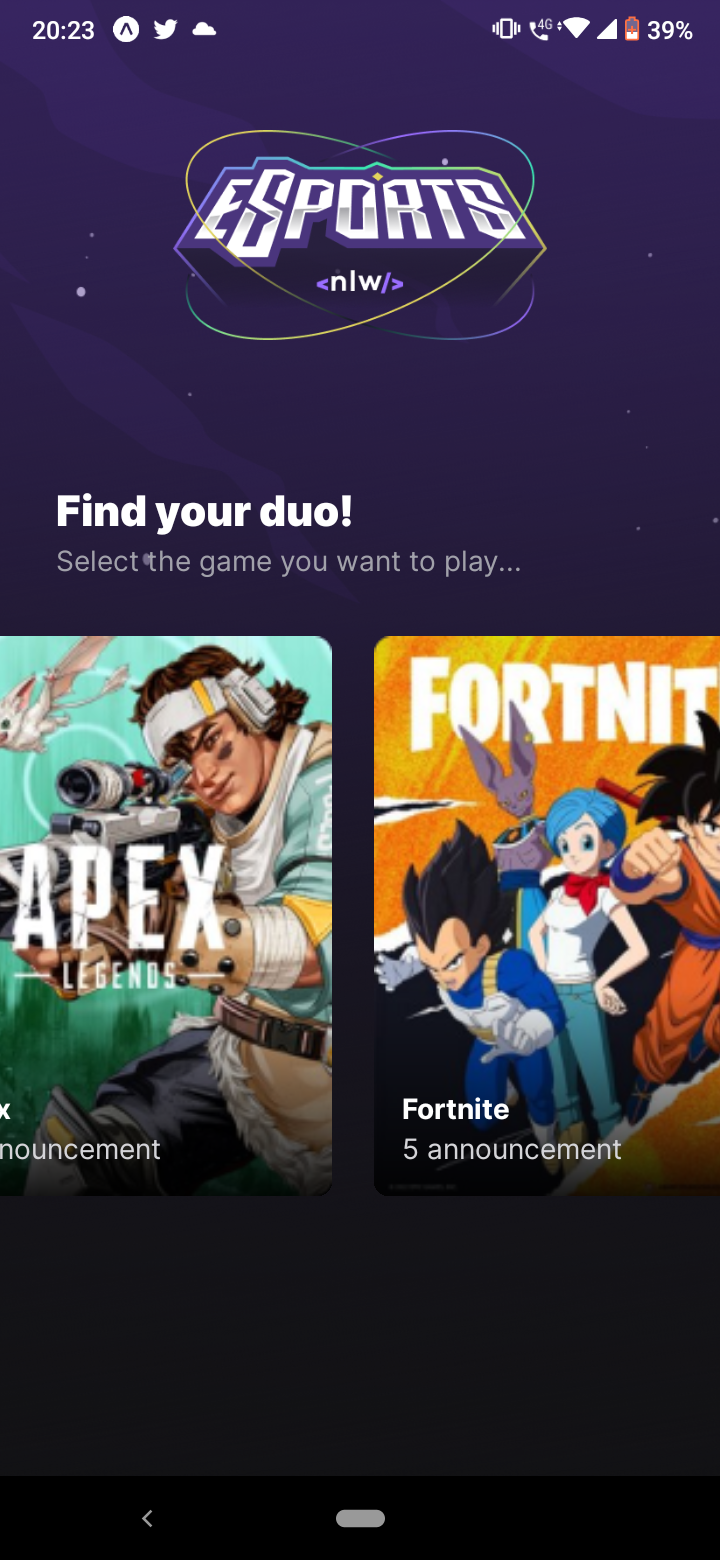 20:23
4G
39%
ESPORTS
<nlw/>
Find your duo!
Select the game you want to play...
APEX
LEGENDS
FORTNIT
x
nouncement
Fortnite
5 announcement